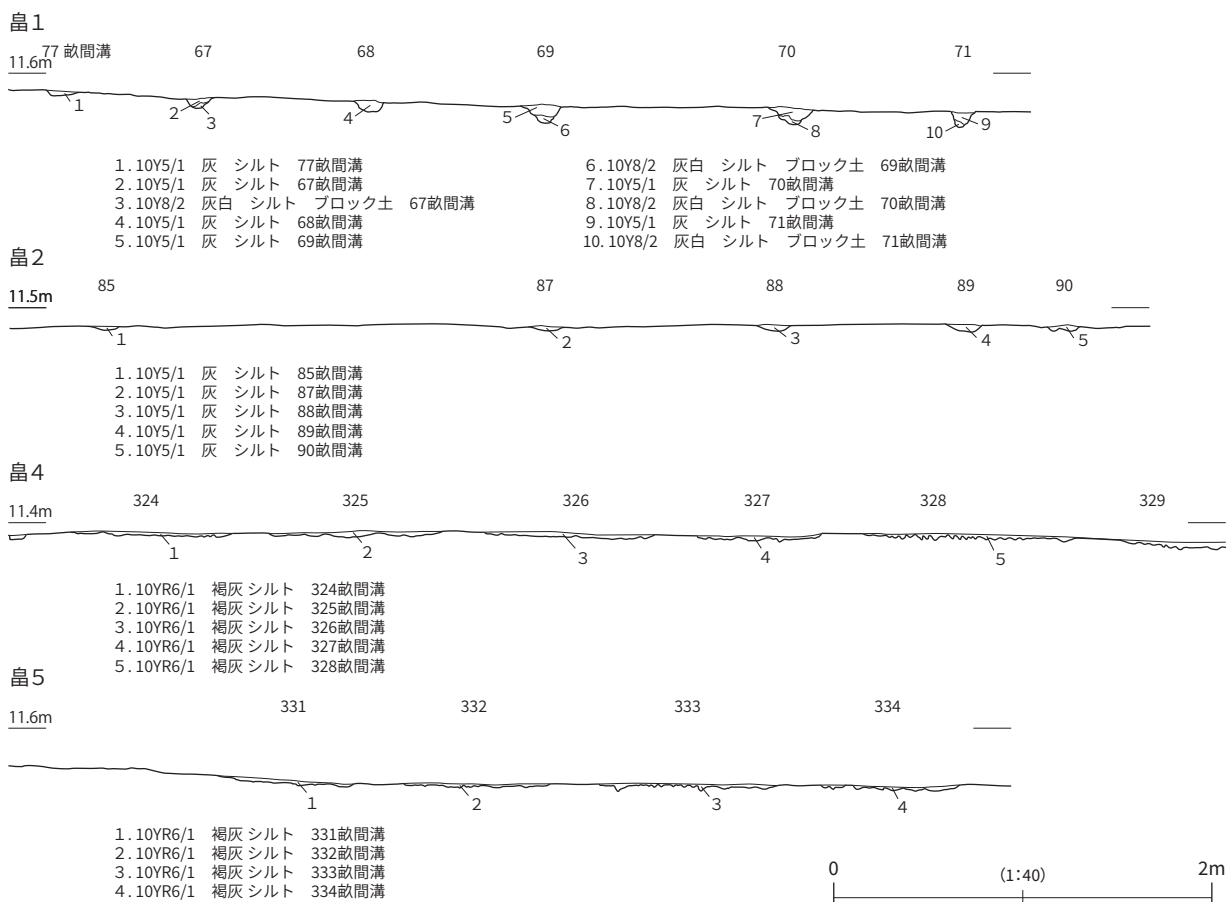 畠1
77 畝間溝 67 68 69 70 71
11.6m
1 2 3 4 5 6 7 8 10 9
1. 10Y5/1　灰　シルト　77畝間溝
2. 10Y5/1　灰　シルト　67畝間溝
3. 10Y8/2　灰白　シルト　ブロック土　67畝間溝
4. 10Y5/1　灰　シルト　68畝間溝
5. 10Y5/1　灰　シルト　69畝間溝
6. 10Y8/2　灰白　シルト　ブロック土　69畝間溝
7. 10Y5/1　灰　シルト　70畝間溝
8. 10Y8/2　灰白　シルト　ブロック土　70畝間溝
9. 10Y5/1　灰　シルト　71畝間溝
10. 10Y8/2　灰白　シルト　ブロック土　71畝間溝
畠2
85 87 88 89 90
11.5m
1 2 3 4 5
1. 10Y5/1　灰　シルト　85畝間溝
2. 10Y5/1　灰　シルト　87畝間溝
3. 10Y5/1　灰　シルト　88畝間溝
4. 10Y5/1　灰　シルト　89畝間溝
5. 10Y5/1　灰　シルト　90畝間溝
畠4
324 325 326 327 328 329
11.4m
1 2 3 4 5
1. 10YR6/1　褐灰 シルト　324畝間溝
2. 10YR6/1　褐灰 シルト　325畝間溝
3. 10YR6/1　褐灰 シルト　326畝間溝
4. 10YR6/1　褐灰 シルト　327畝間溝
5. 10YR6/1　褐灰 シルト　328畝間溝
畠5
331 332 333 334
11.6m
1 2 3 4
1. 10YR6/1　褐灰 シルト　331畝間溝
2. 10YR6/1　褐灰 シルト　332畝間溝
3. 10YR6/1　褐灰 シルト　333畝間溝
4. 10YR6/1　褐灰 シルト　334畝間溝
0 (1:40) 2m